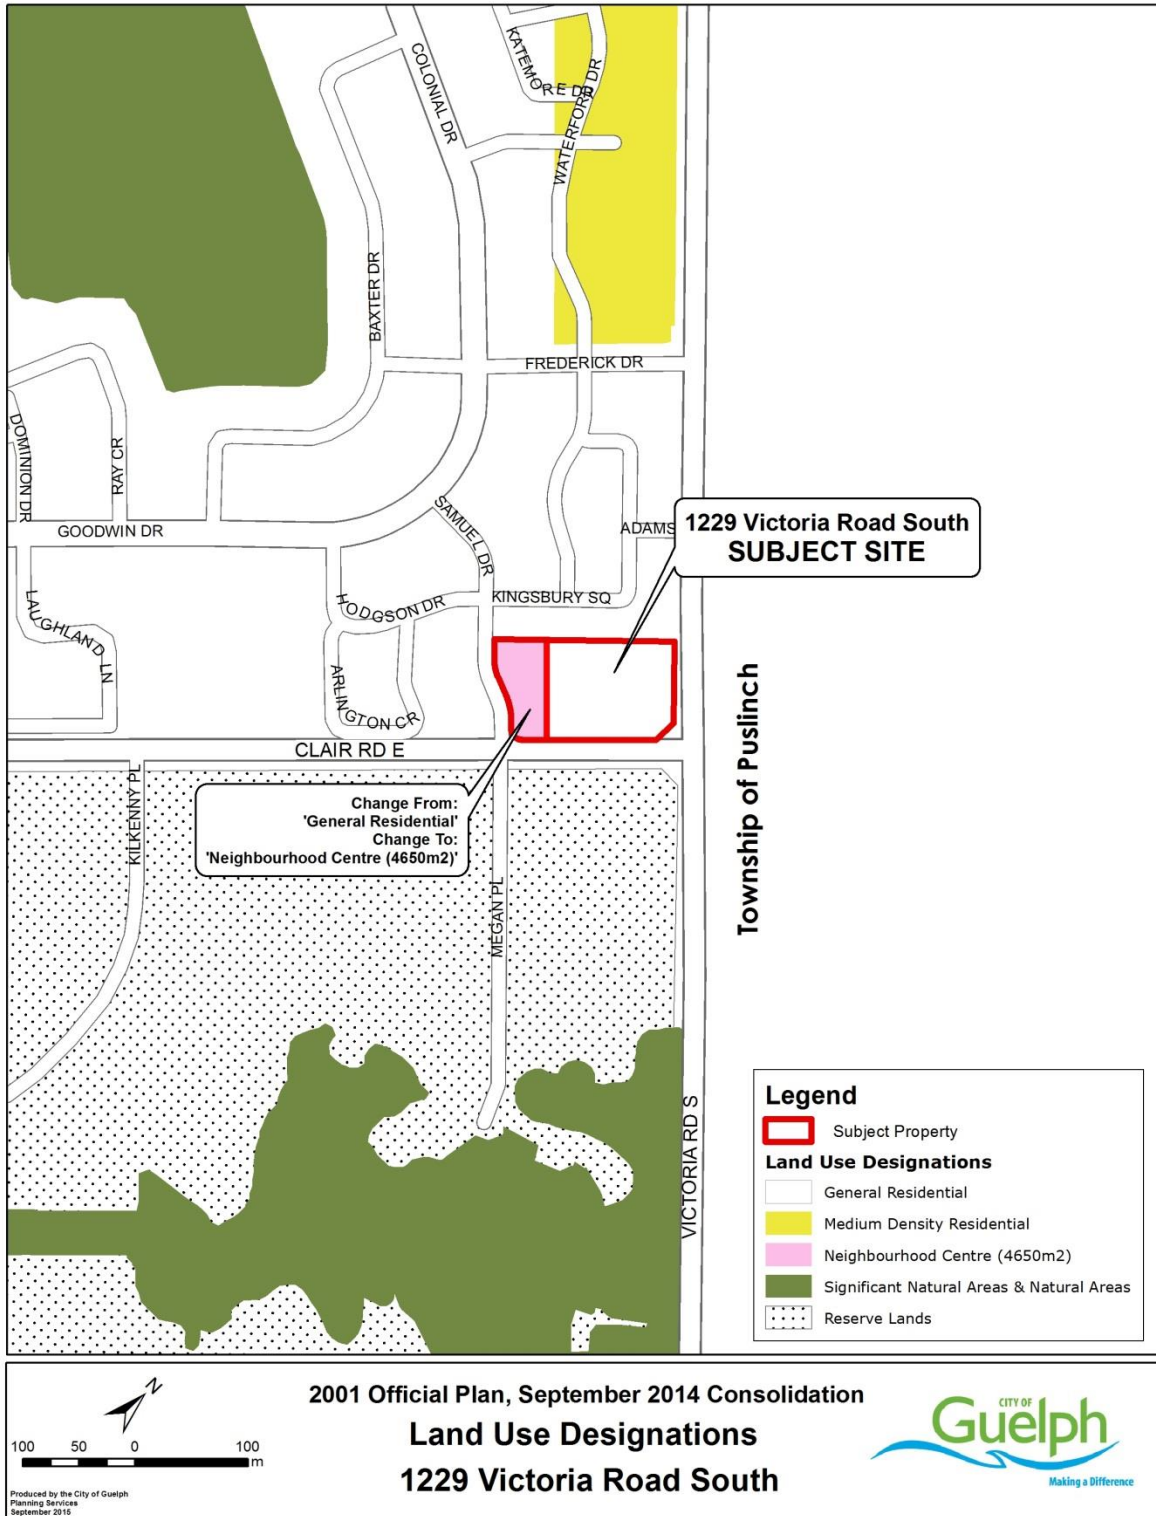 KATEMORE DR
COLONIAL DR
WATERFORD DR
BAXTER DR
FREDERICK DR
DOMINION DR
RAY CR
GOODWIN DR
SAMUEL DR
ADAMS
1229 Victoria Road South
SUBJECT SITE
KINGSBURY SQ
HODGSON DR
LAUGHLAND LN
ARLINGTON CR
CLAIR RD E
Township of Puslinch
KILKENNY PL
Change From:
'General Residential'
Change To:
'Neighbourhood Centre (4650m2)'
MEGAN PL
VICTORIA RD S
Legend
Subject Property
Land Use Designations
General Residential
Medium Density Residential
Neighbourhood Centre (4650m2)
Significant Natural Areas & Natural Areas
Reserve Lands
N
100 50 0 100
m
Produced by the City of Guelph
Planning Services
September 2015
2001 Official Plan, September 2014 Consolidation
Land Use Designations
1229 Victoria Road South
CITY OF
Guelph
Making a Difference